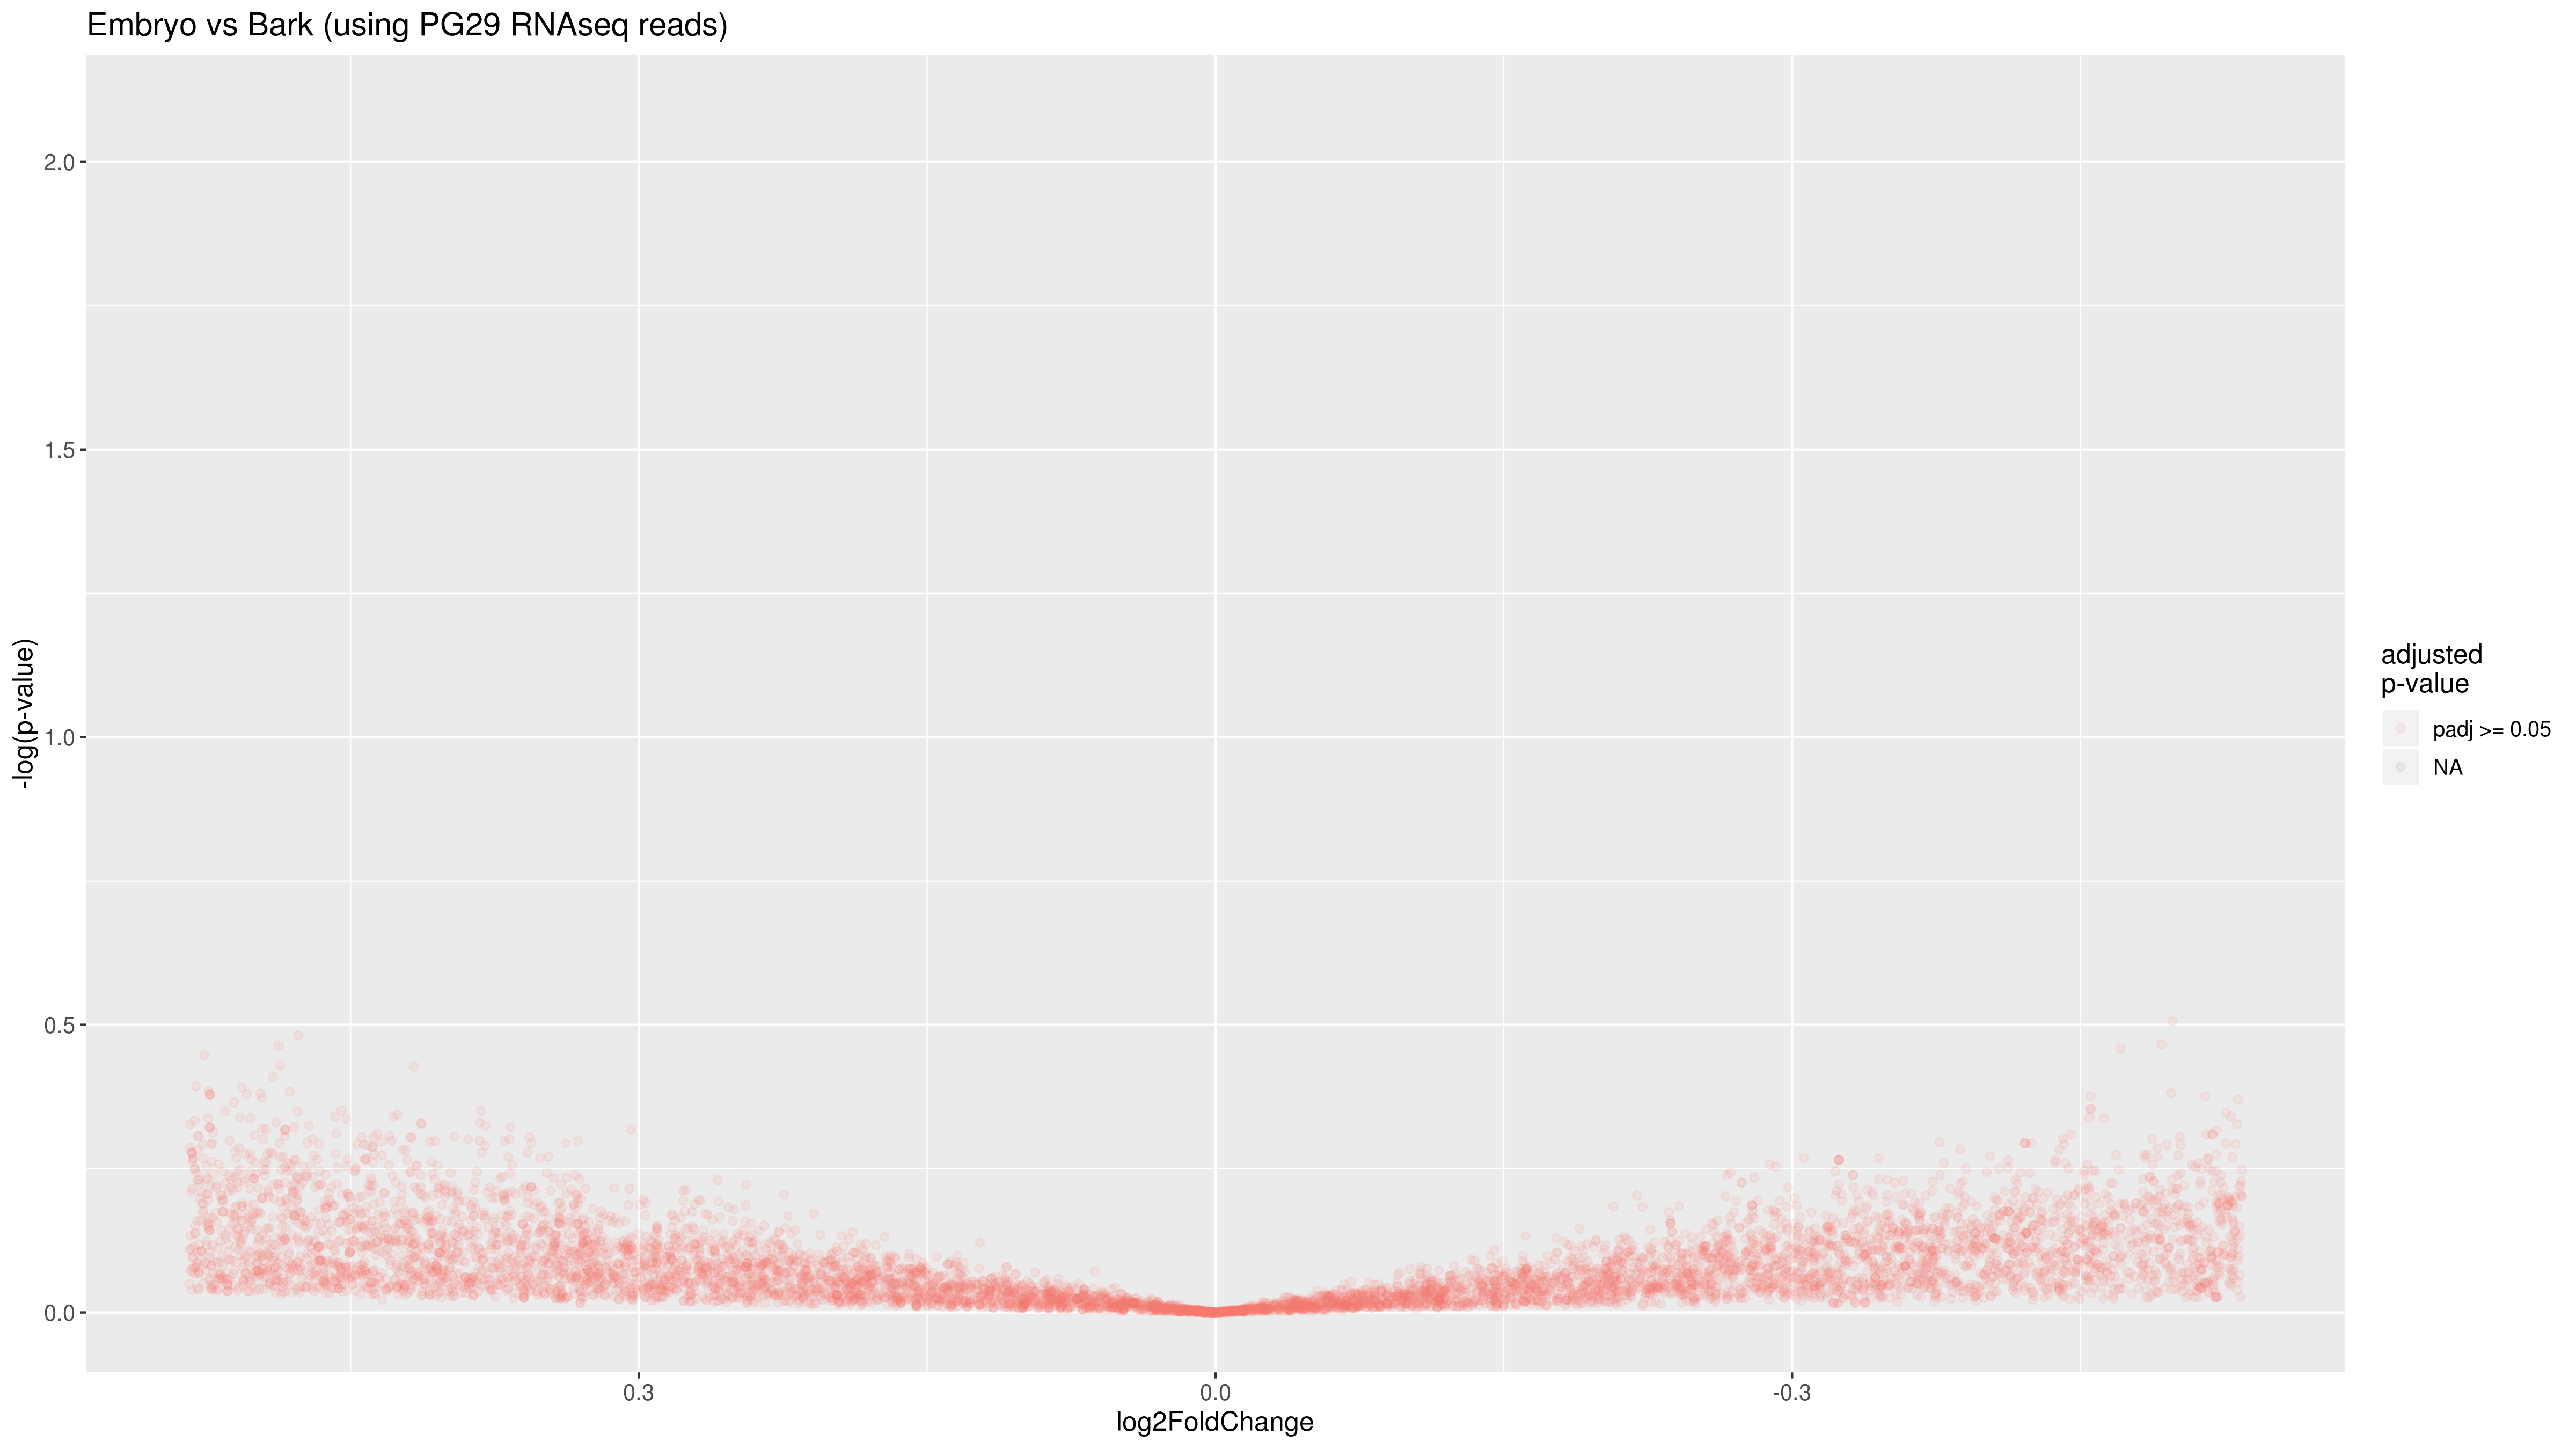 Embryo vs Bark (using PG29 RNAseq reads)
2.0
1.5
1.0
0.5
0.0
-log(p-value)
0.3
0.0
-0.3
log2FoldChange
adjusted
p-value
padj >= 0.05
NA